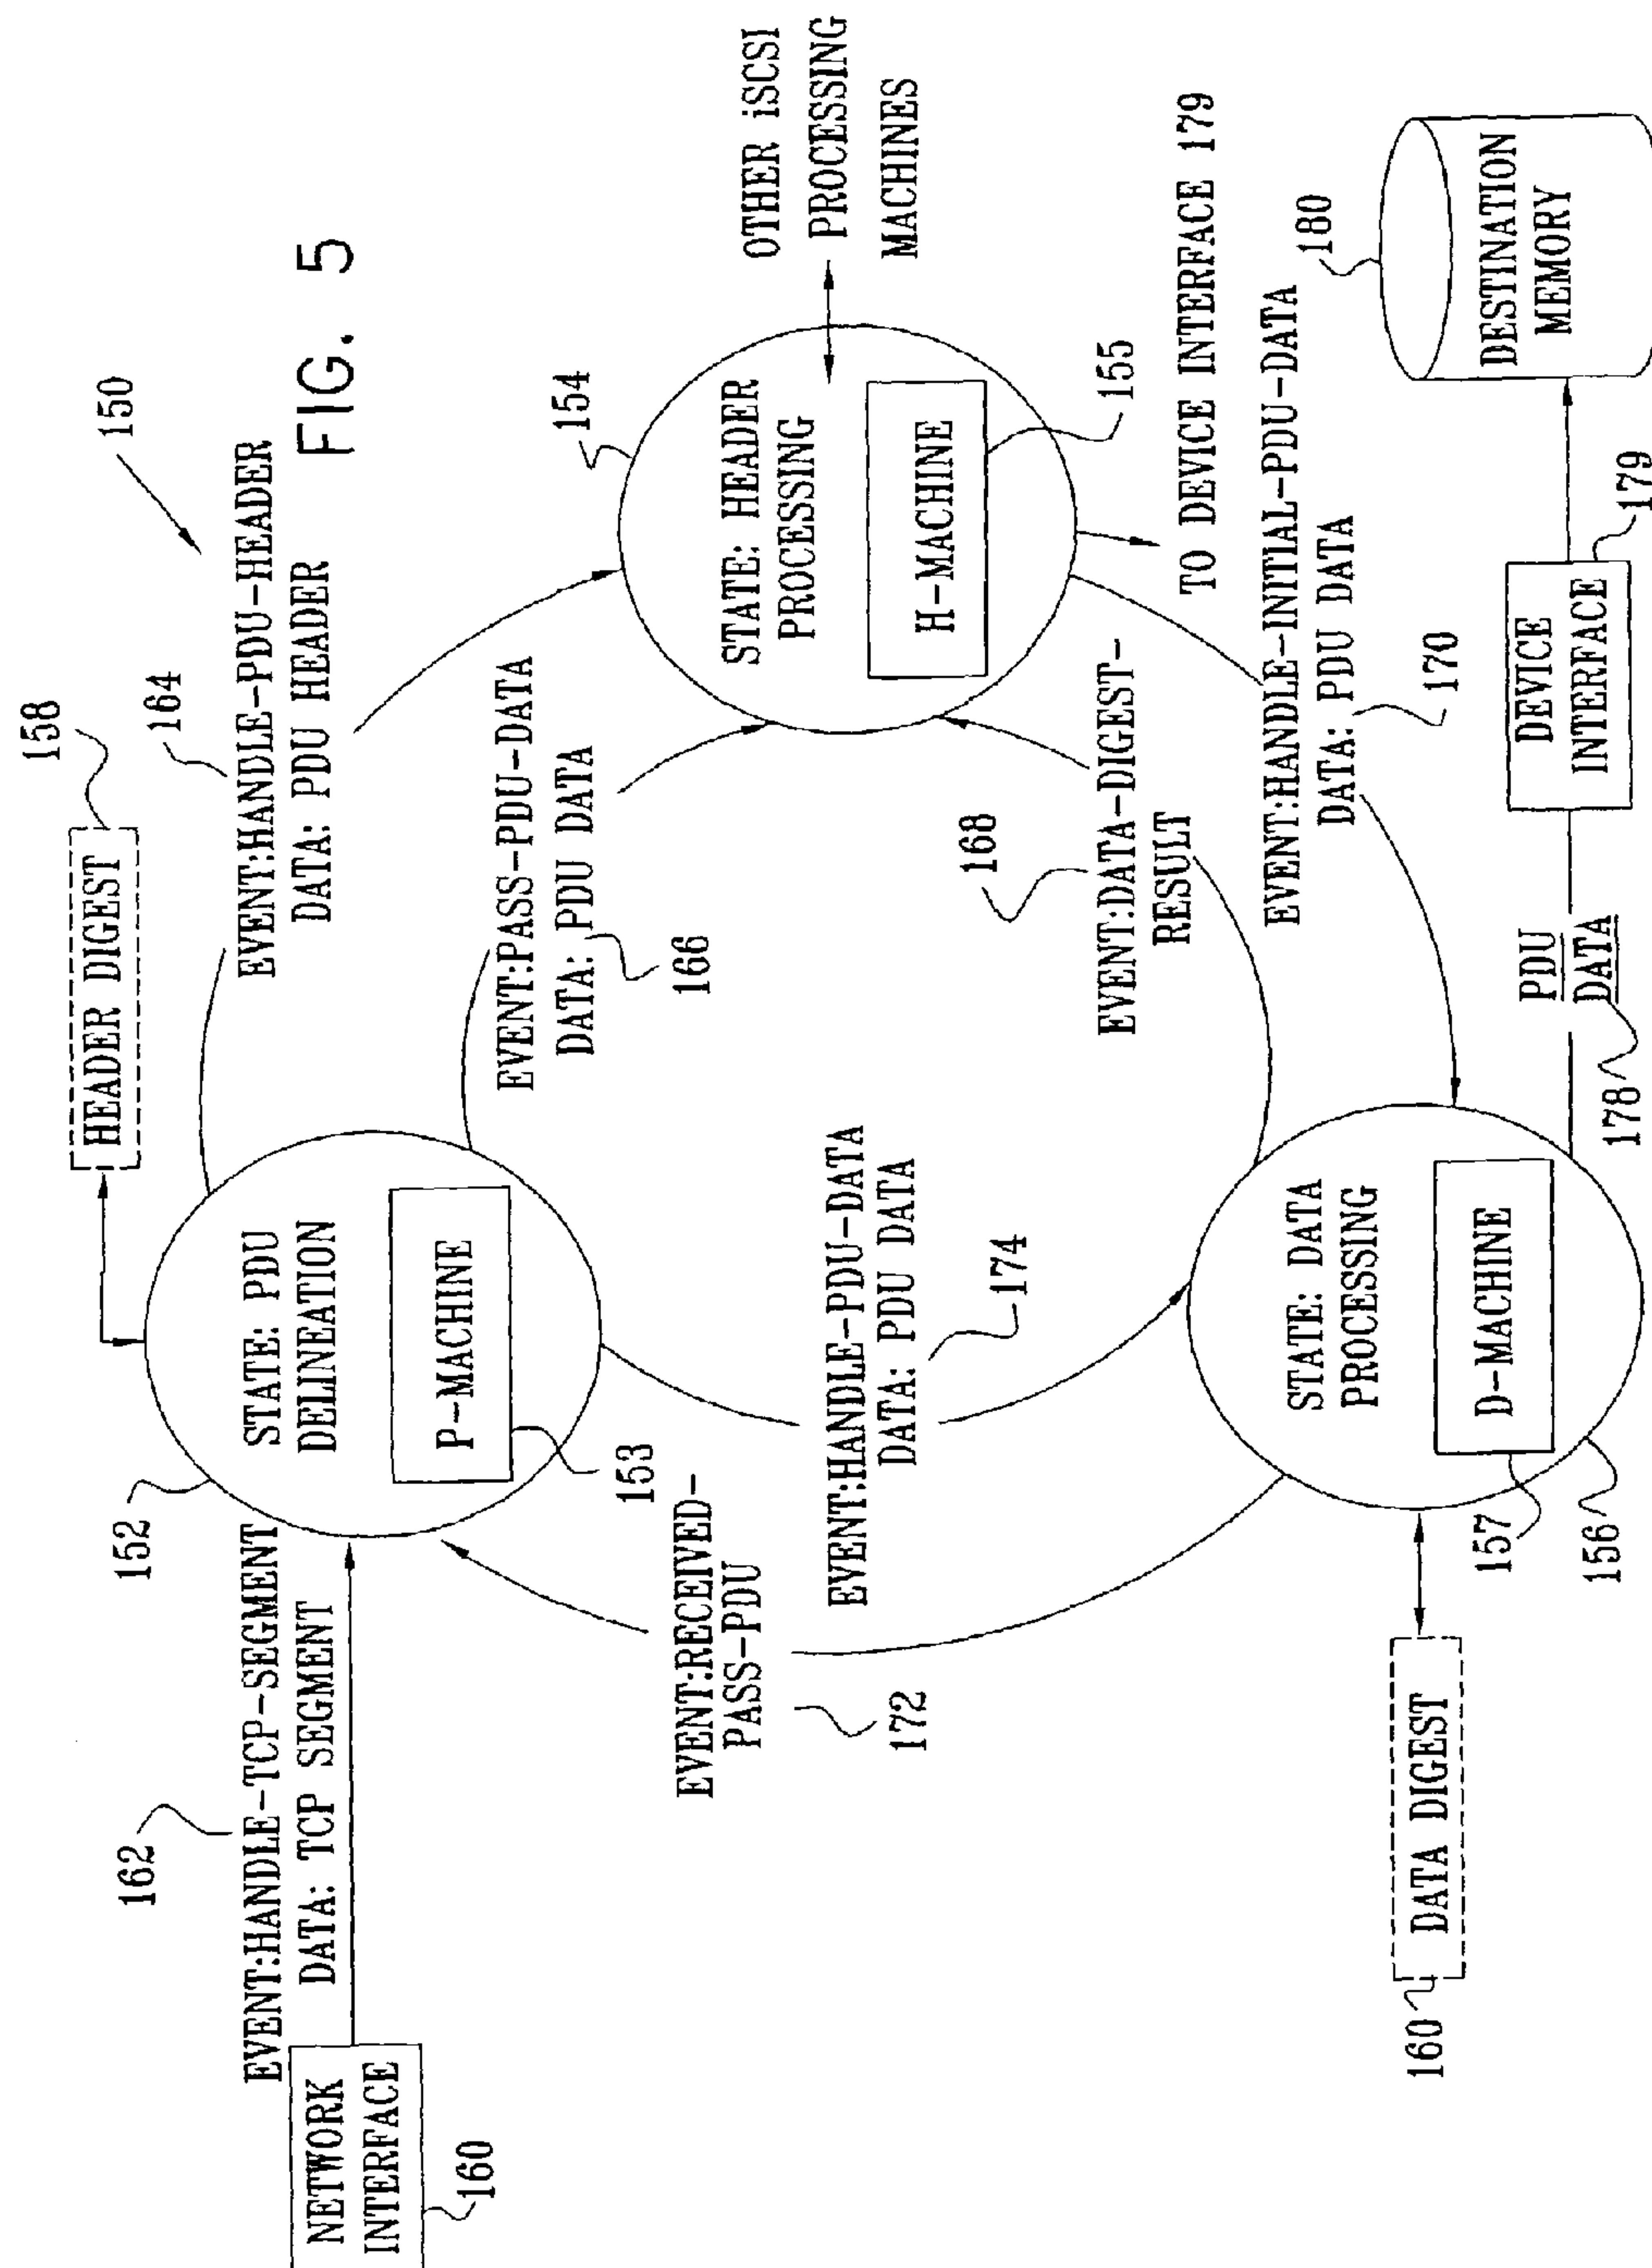 FIG. 5
150
158
HEADER DIGEST
164
EVENT:HANDLE-PDU-HEADER
DATA: PDU HEADER
162
EVENT:HANDLE-TCP-SEGMENT
DATA: TCP SEGMENT
NETWORK
INTERFACE
160
152
STATE: PDU
DELINEATION
P-MACHINE
153
EVENT:PASS-PDU-DATA
DATA: PDU DATA
166
154
STATE: HEADER
PROCESSING
H-MACHINE
155
OTHER iSCSI
PROCESSING
MACHINES
TO DEVICE INTERFACE 179
EVENT:RECEIVED-
PASS-PDU
172
EVENT:HANDLE-PDU-DATA
DATA: PDU DATA
174
168
EVENT:DATA-DIGEST-
RESULT
EVENT:HANDLE-INITIAL-PDU-DATA
DATA: PDU DATA
170
STATE: DATA
PROCESSING
D-MACHINE
157
156
160
DATA DIGEST
PDU
DATA
178
DEVICE
INTERFACE
179
180
DESTINATION
MEMORY